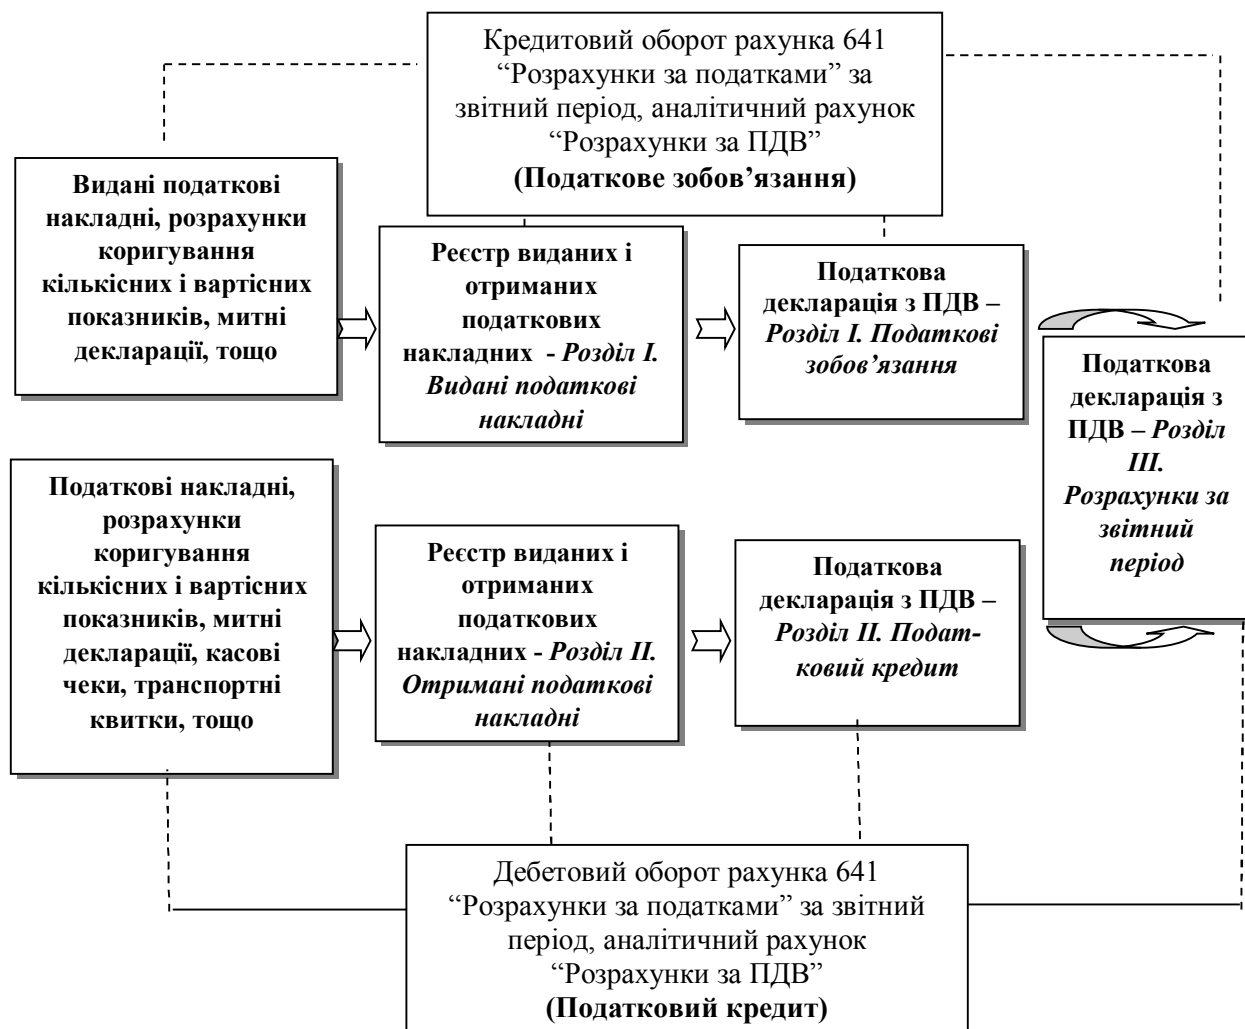 Кредитовий оборот рахунка 641
“Розрахунки за податками” за
звітний період, аналітичний рахунок
“Розрахунки за ПДВ”
(Податкове зобов’язання)
Видані податкові
накладні, розрахунки
коригування
кількісних і вартісних
показників, митні
декларації, тощо
Реєстр виданих і
отриманих
податкових
накладних - Розділ I.
Видані податкові
накладні
Податкова
декларація з ПДВ –
Розділ I. Податкові
зобов’язання
Податкова
декларація з
ПДВ – Розділ
III.
Розрахунки за
звітний
період
Податкові накладні,
розрахунки
коригування
кількісних і вартісних
показників, митні
декларації, касові
чеки, транспортні
квитки, тощо
Реєстр виданих і
отриманих
податкових
накладних - Розділ II.
Отримані податкові
накладні
Податкова
декларація з ПДВ –
Розділ II. Подат-
ковий кредит
Дебетовий оборот рахунка 641
“Розрахунки за податками” за звітний
період, аналітичний рахунок
“Розрахунки за ПДВ”
(Податковий кредит)